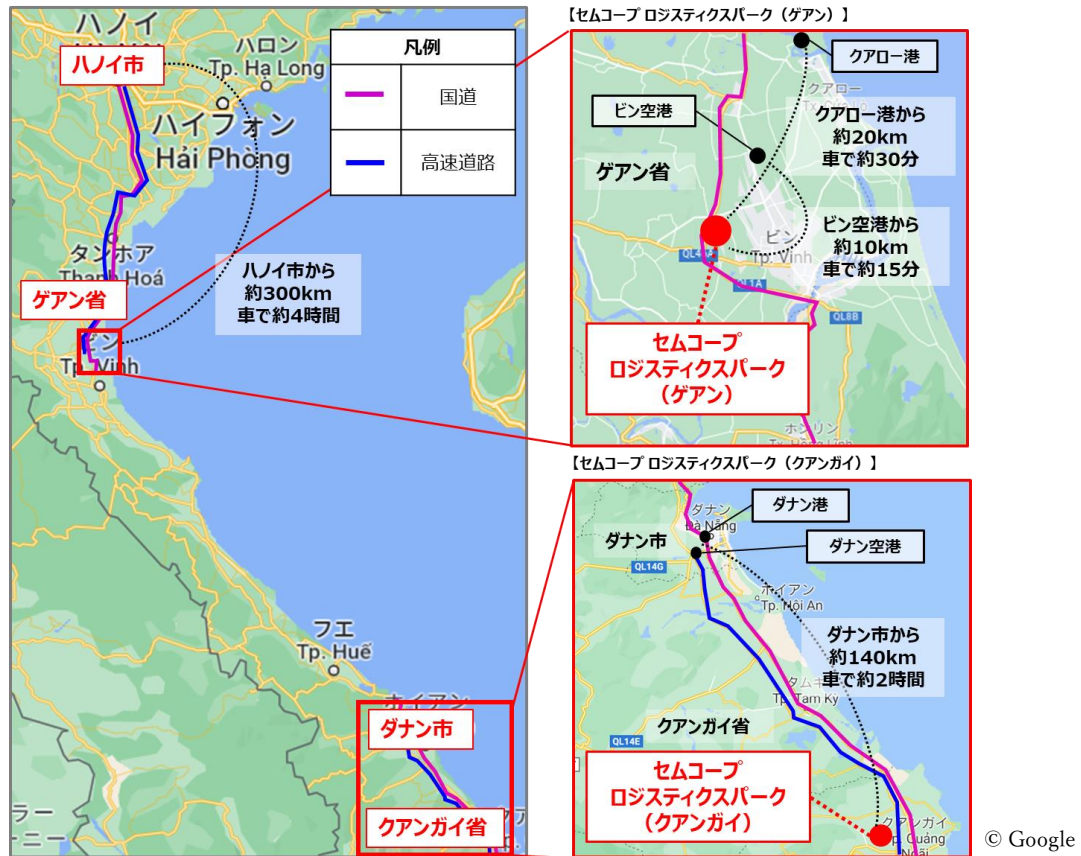 ハノイ
ハノイ市
ハロン
Tp. Hạ Long
ハイフォン
Hải Phòng
凡例
国道
高速道路
タンホア
Thanh Hoá
ゲアン省
ハノイ市から
約300km
車で約4時間
ビン
Tp. Vinh
フエ
Tp. Huế
ホイアン
ダナン市
クアンガイ省
ラー
ニー
【セムコープ ロジスティクスパーク（ゲアン）】
クアロー港
クアロー
ビン空港
クアロー港から
約20km
車で約30分
ゲアン省
ビン空港から
約10km
車で約15分
ビン
Tp. Vinh
QL1A
QL8B
セムコープ
ロジスティクスパーク
（ゲアン）
ホンリン
【セムコープ ロジスティクスパーク（クアンガイ）】
ダナン港
ダナン
Đà Nẵng
ダナン市
ダナン空港
QL14G
ホイアン
Tp. Hội An
ダナン市から
約140km
車で約2時間
Tp. Tam Kỳ
クアンガイ省
QL14E
セムコープ
ロジスティクスパーク
（クアンガイ）
クアンガイ
© Google